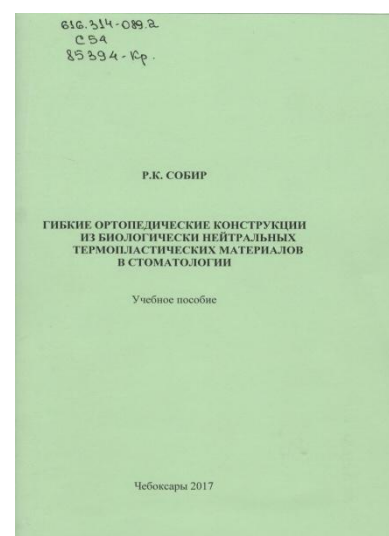 616.314-089.2
С54
85394-Кр.
Р.К. СОБИР
ГИБКИЕ ОРТОПЕДИЧЕСКИЕ КОНСТРУКЦИИ
ИЗ БИОЛОГИЧЕСКИ НЕЙТРАЛЬНЫХ
ТЕРМОПЛАСТИЧЕСКИХ МАТЕРИАЛОВ
В СТОМАТОЛОГИИ
Учебное пособие
Чебоксары 2017